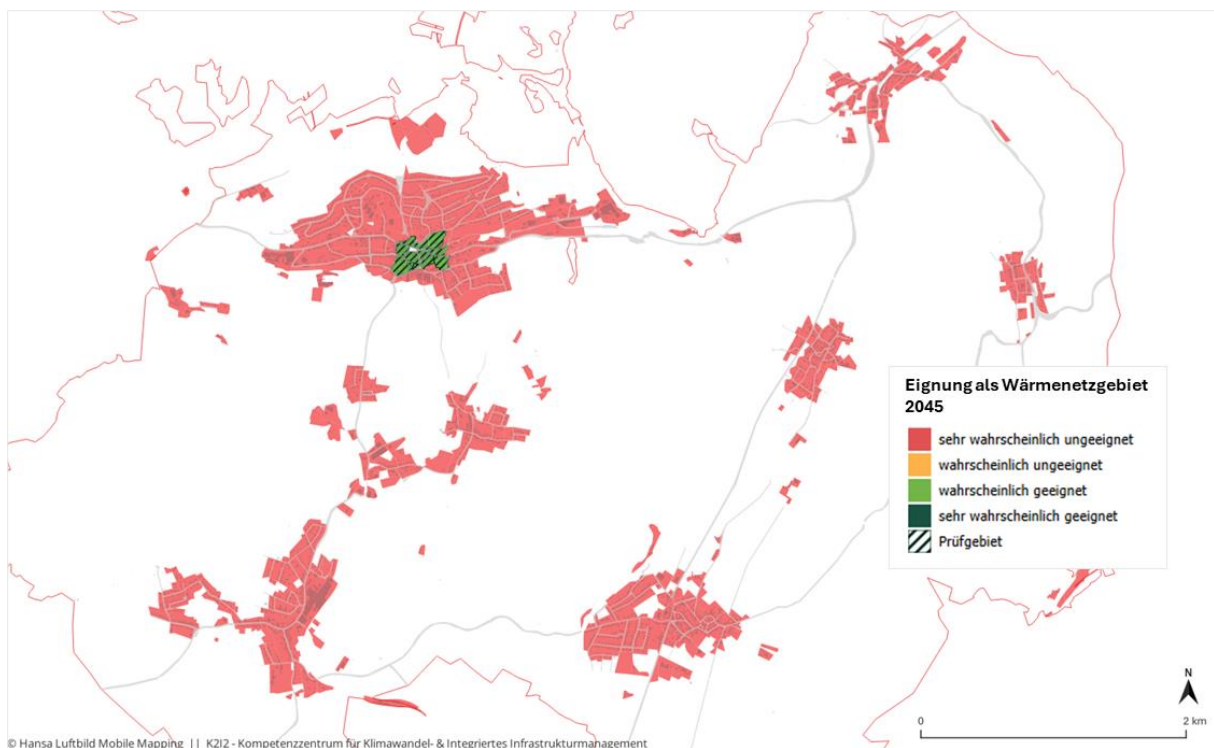 Eignung als Wärmenetzgebiet
2045
sehr wahrscheinlich ungeeignet
wahrscheinlich ungeeignet
wahrscheinlich geeignet
sehr wahrscheinlich geeignet
Prüfgebiet
N
0 2 km
© Hansa Luftbild Mobile Mapping || K2I2 - Kompetenzzentrum für Klimawandel- & Integriertes Infrastrukturmanagement